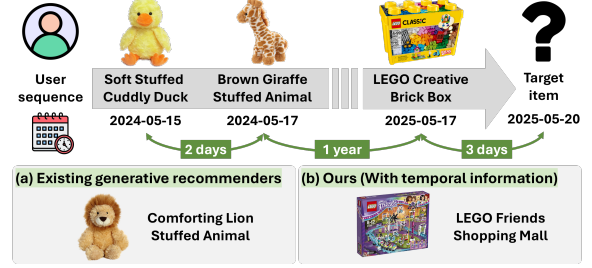 User
sequence
Soft Stuffed
Cuddly Duck
2024-05-15
Brown Giraffe
Stuffed Animal
2024-05-17
LEGO CLASSIC
LEGO Creative
Brick Box
2025-05-17
?
Target
item
2025-05-20
2 days
1 year
3 days
(a) Existing generative recommenders
Comforting Lion
Stuffed Animal
(b) Ours (With temporal information)
LEGO Friends
Shopping Mall